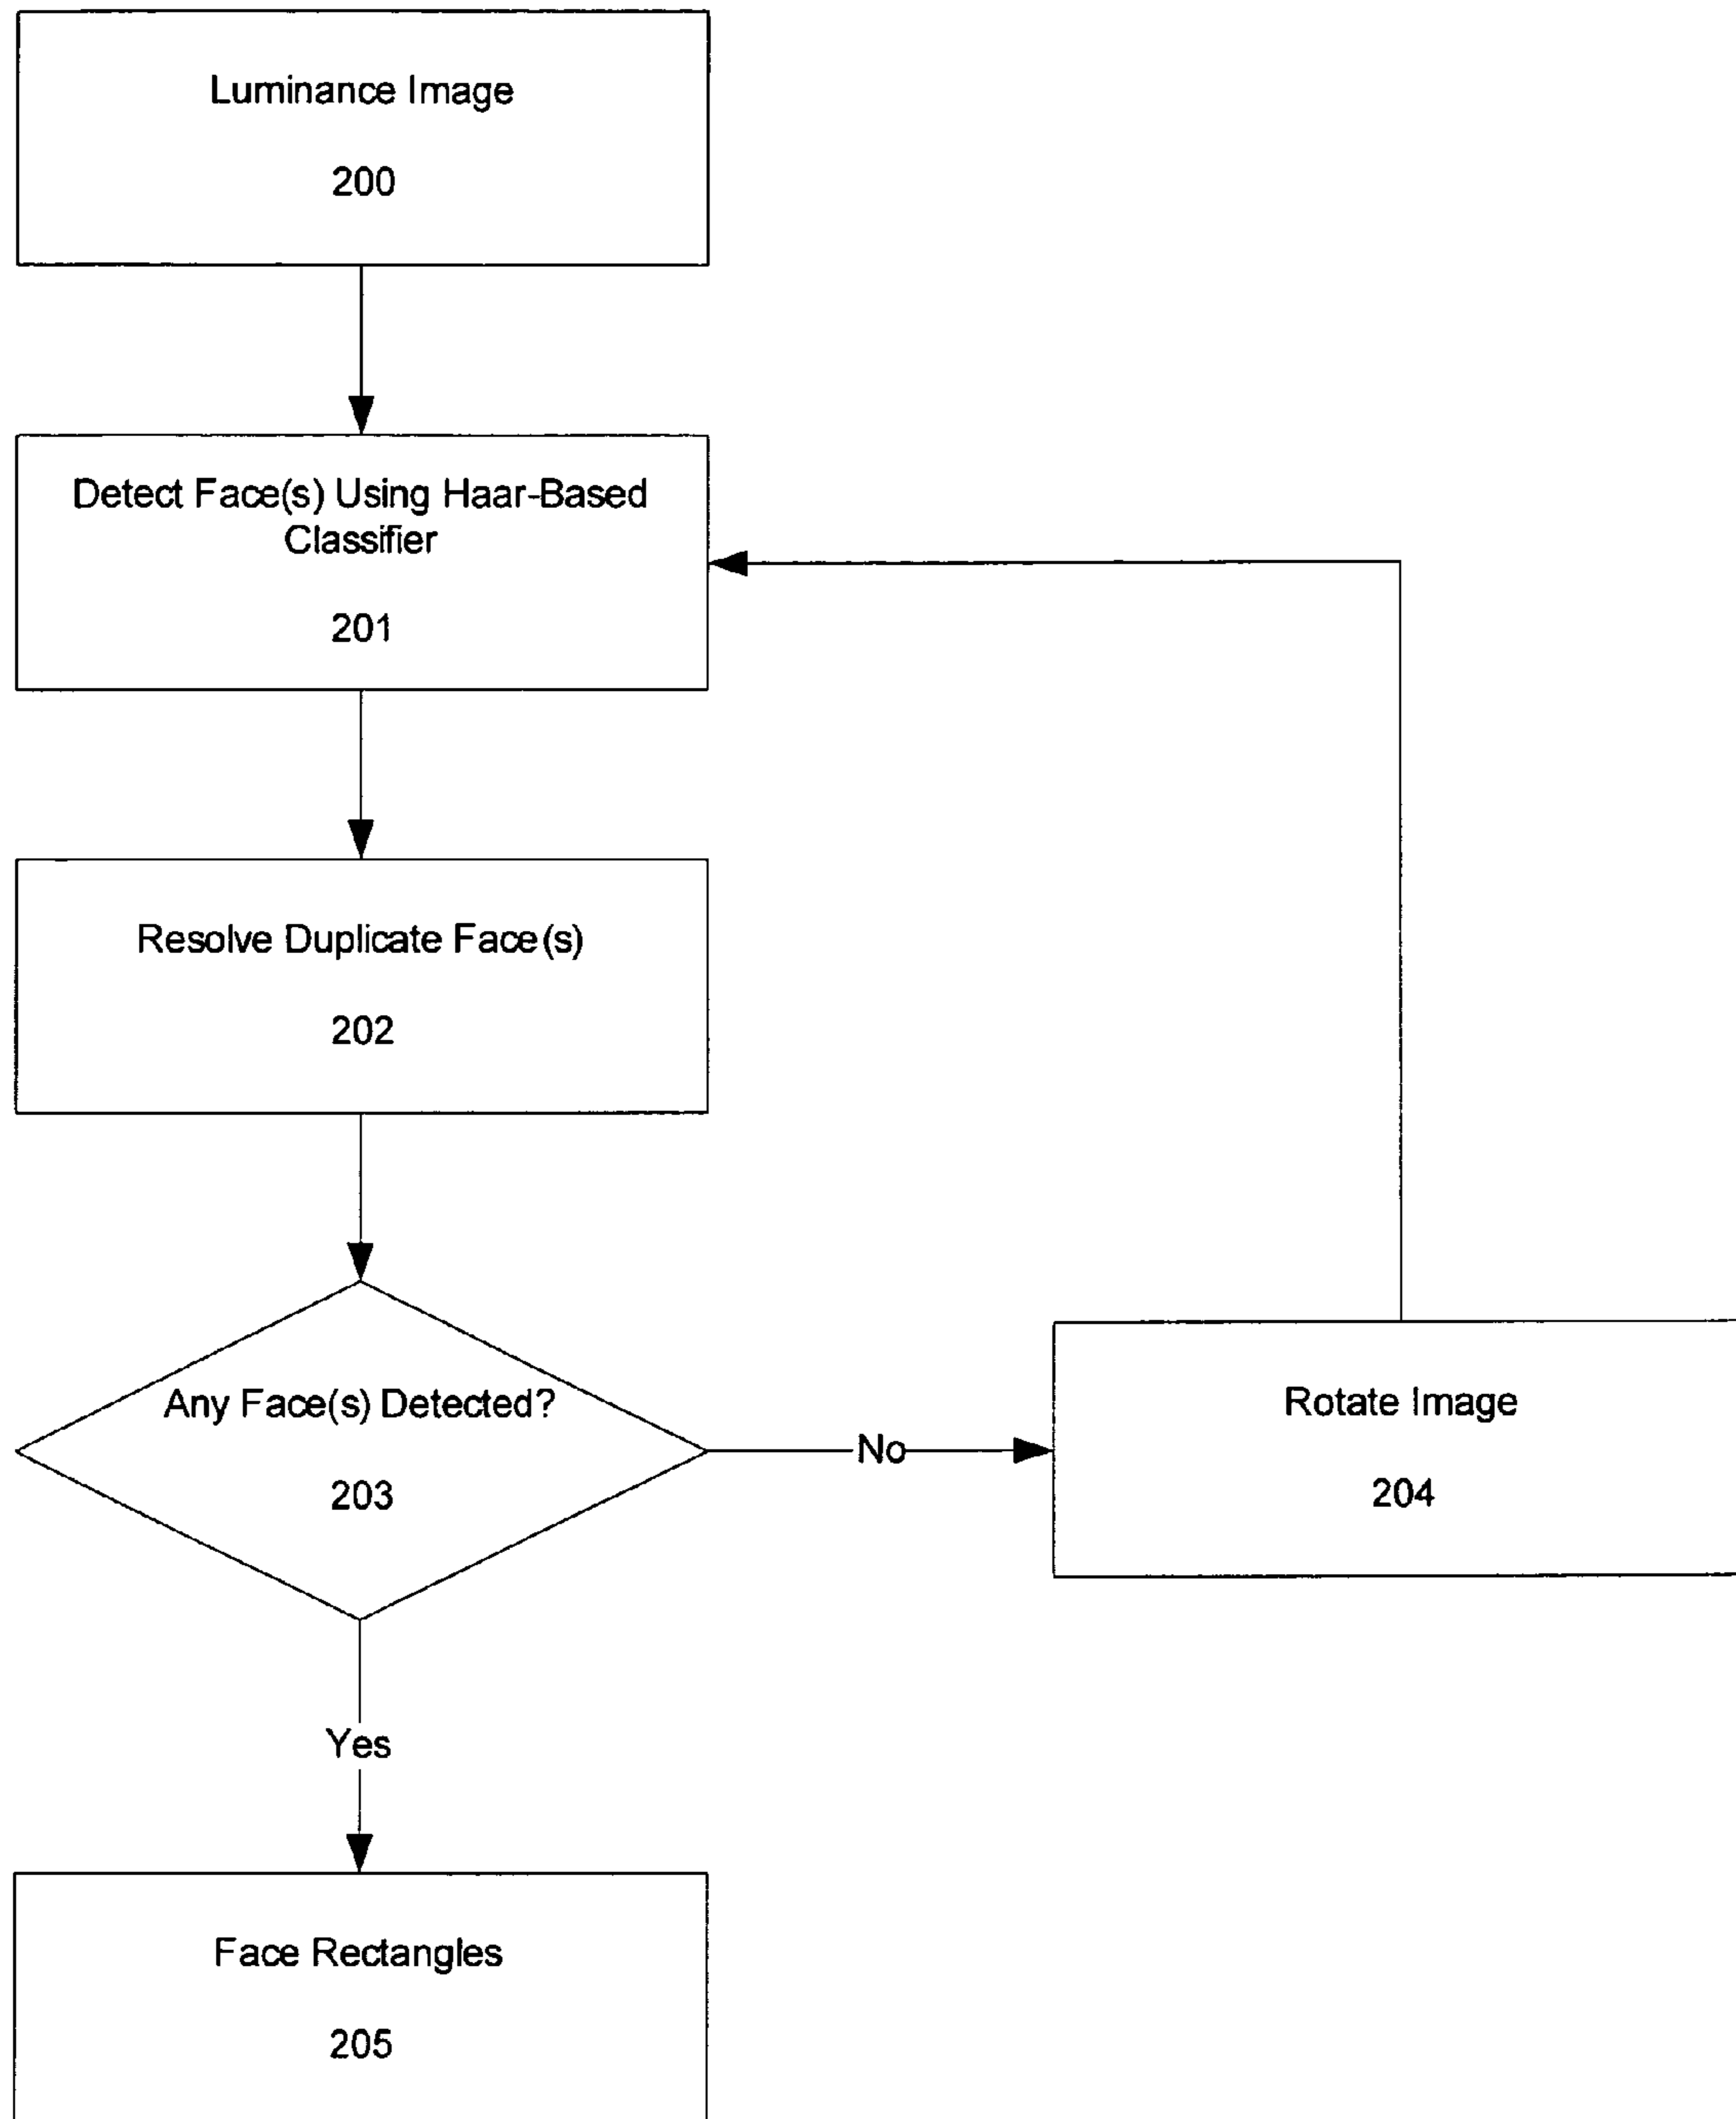 Luminance Image
200
Detect Face(s) Using Haar-Based
Classifier
201
Resolve Duplicate Face(s)
202
Any Face(s) Detected?
203
No
Rotate Image
204
Yes
Face Rectangles
205